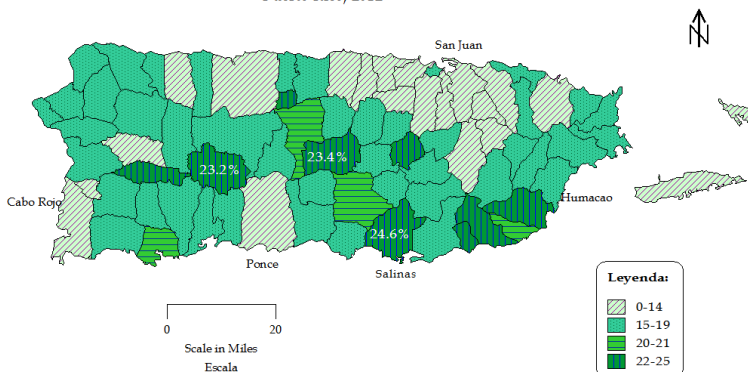 San Juan
N
23.4%
23.2%
Cabo Rojo
Humacao
24.6%
Ponce
Salinas
Leyenda:
0-14
15-19
20-21
22-25
0
20
Scale in Miles
Escala